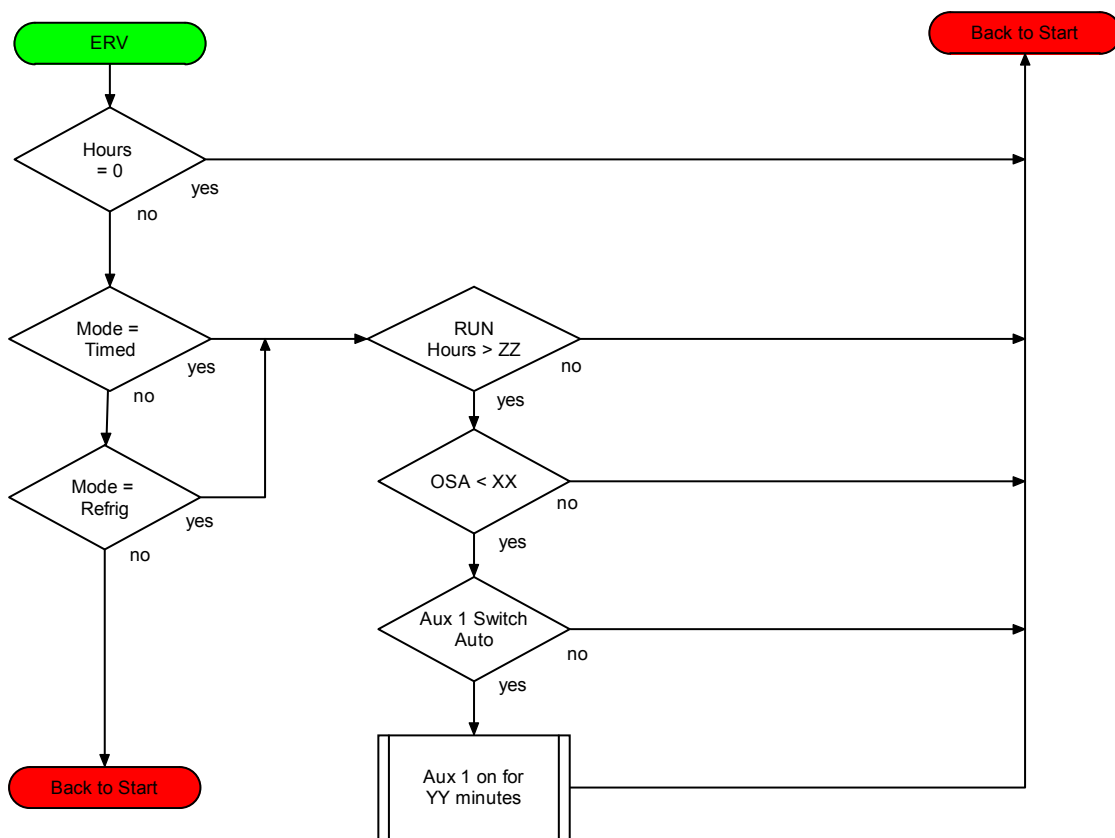 ERV
Back to Start
Hours
= 0
yes
no
Mode =
Timed
yes
no
RUN
Hours > ZZ
no
yes
Mode =
Refrig
yes
no
OSA < XX
no
yes
Aux 1 Switch
Auto
no
yes
Back to Start
Aux 1 on for
YY minutes